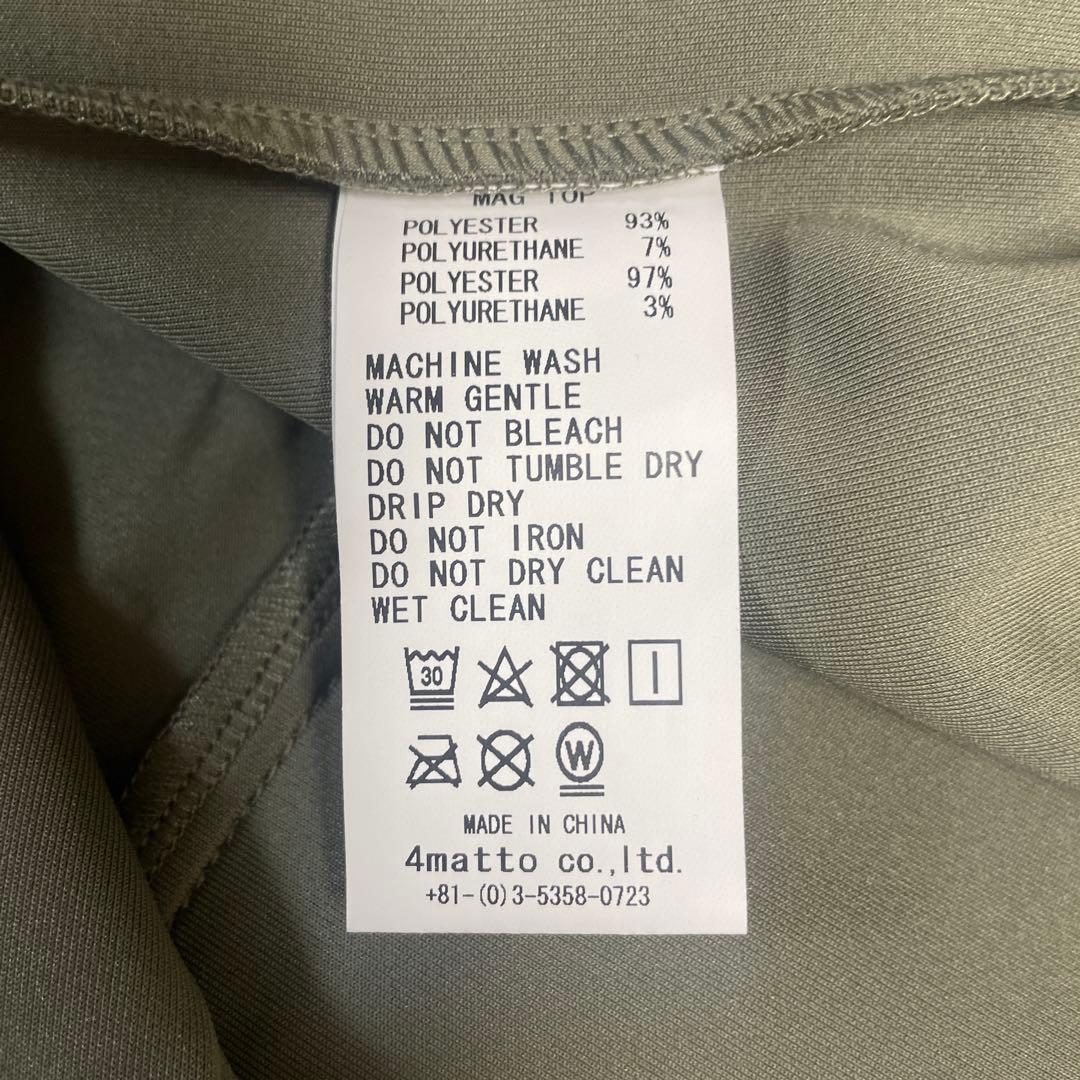 MAG TOP
POLYESTER 93%
POLYURETHANE 7%
POLYESTER 97%
POLYURETHANE 3%
MACHINE WASH
WARM GENTLE
DO NOT BLEACH
DO NOT TUMBLE DRY
DRIP DRY
DO NOT IRON
DO NOT DRY CLEAN
WET CLEAN
30
W
MADE IN CHINA
4matto co.,ltd.
+81-(0)3-5358-0723